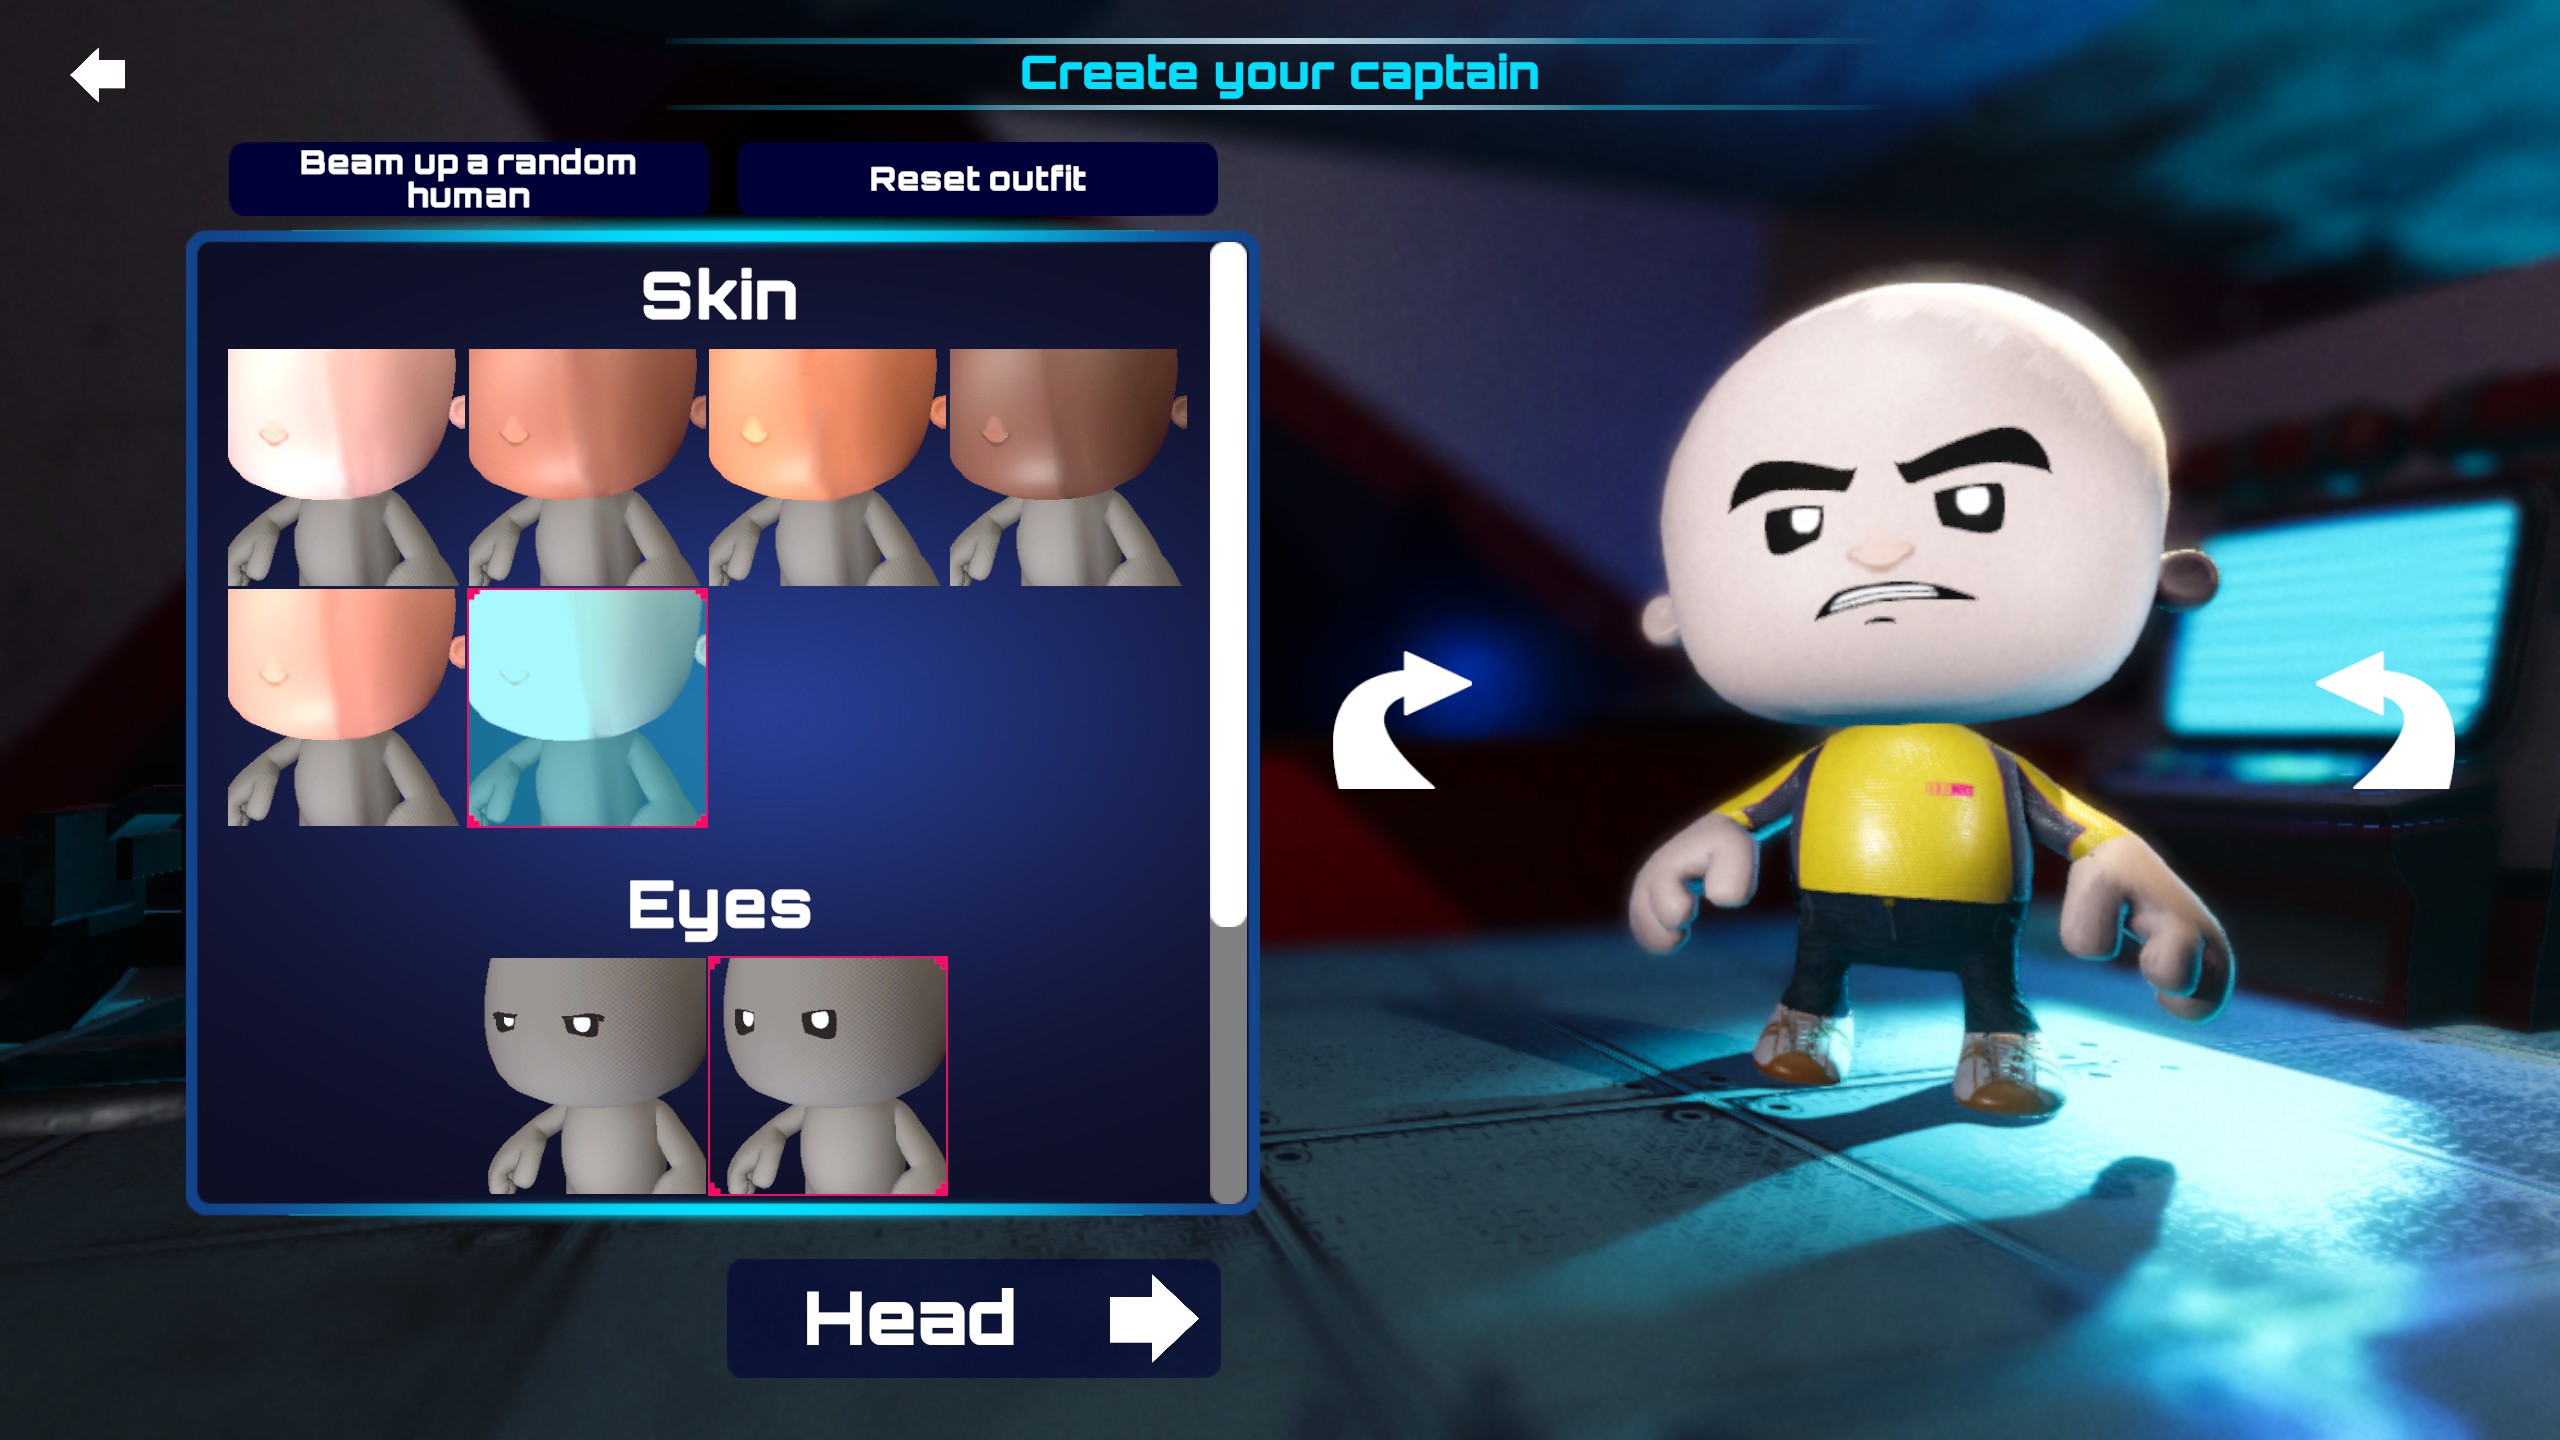 Create your captain
Beam up a random
human
Reset outfit
Skin
Eyes
Head